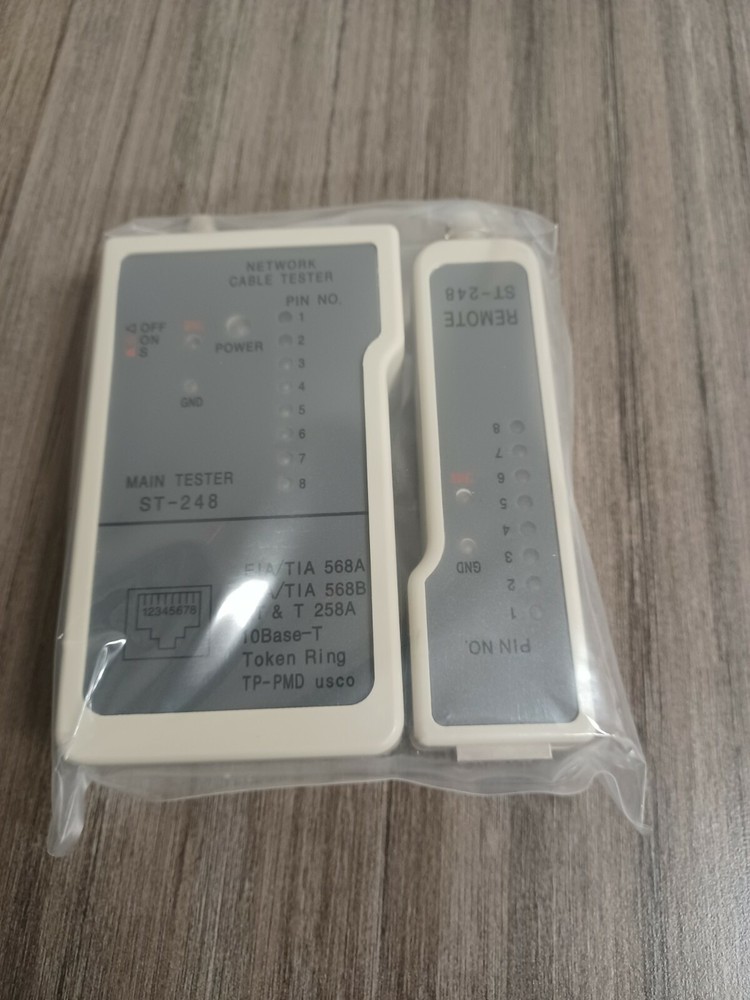 NETWORK
CABLE TESTER
PIN NO.
1
2
3
4
5
6
7
8
OFF
ON
S
POWER
GND
MAIN TESTER
ST-248
12345678
EIA/TIA 568A
/TIA 568B
T & T 258A
10Base-T
Token Ring
TP-PMD usco
REMOTE
ST-248
PIN NO.
1
2
3
4
5
6
7
8
GND